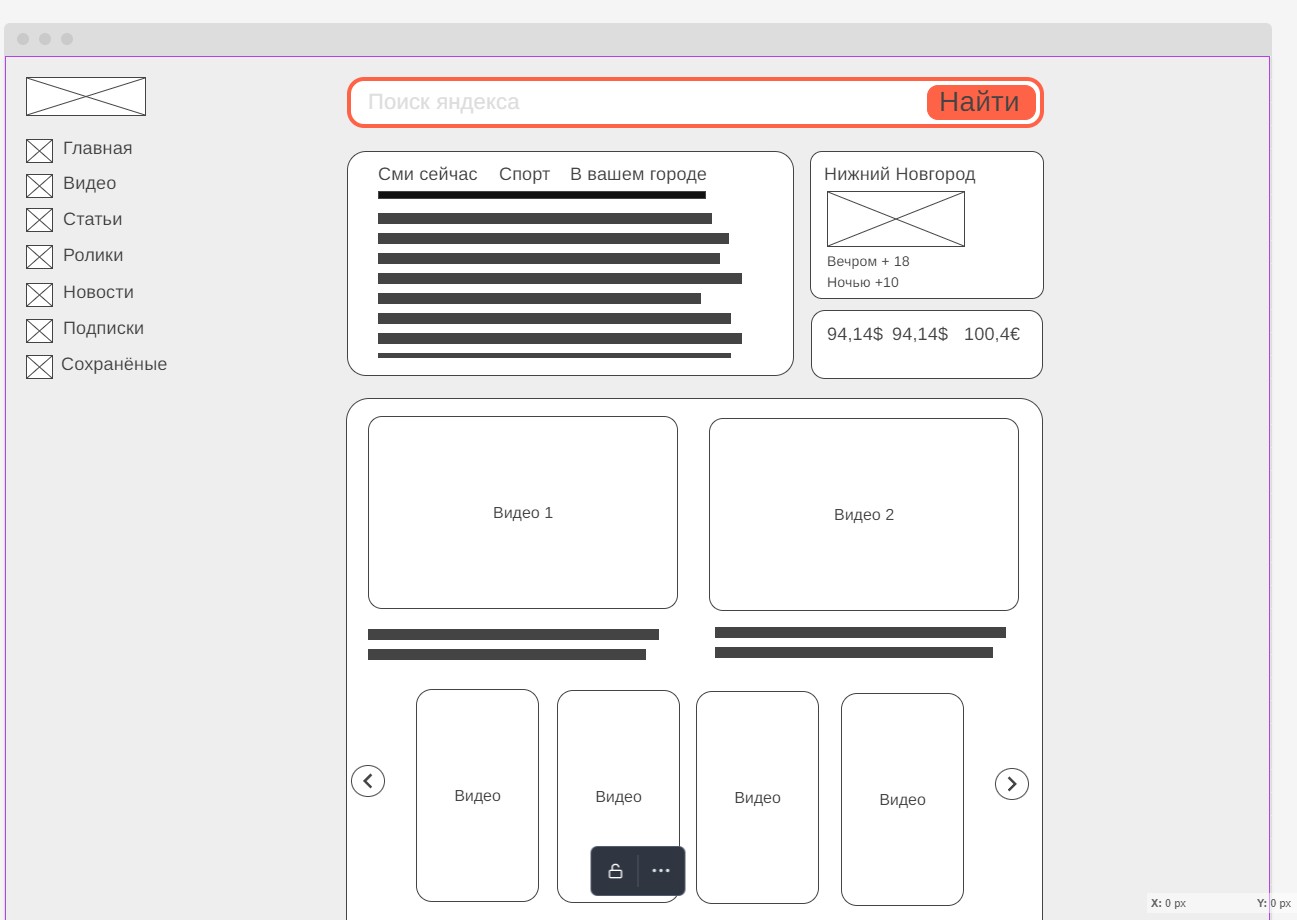 Поиск яндекса
Найти
Главная
Видео
Статьи
Ролики
Новости
Подписки
Сохранёные
Сми сейчас Спорт В вашем городе
Нижний Новгород
Вечром + 18
Ночью +10
94,14$ 94,14$ 100,4€
Видео 1
Видео 2
Видео
Видео
Видео
Видео
X: 0 px Y: 0 px